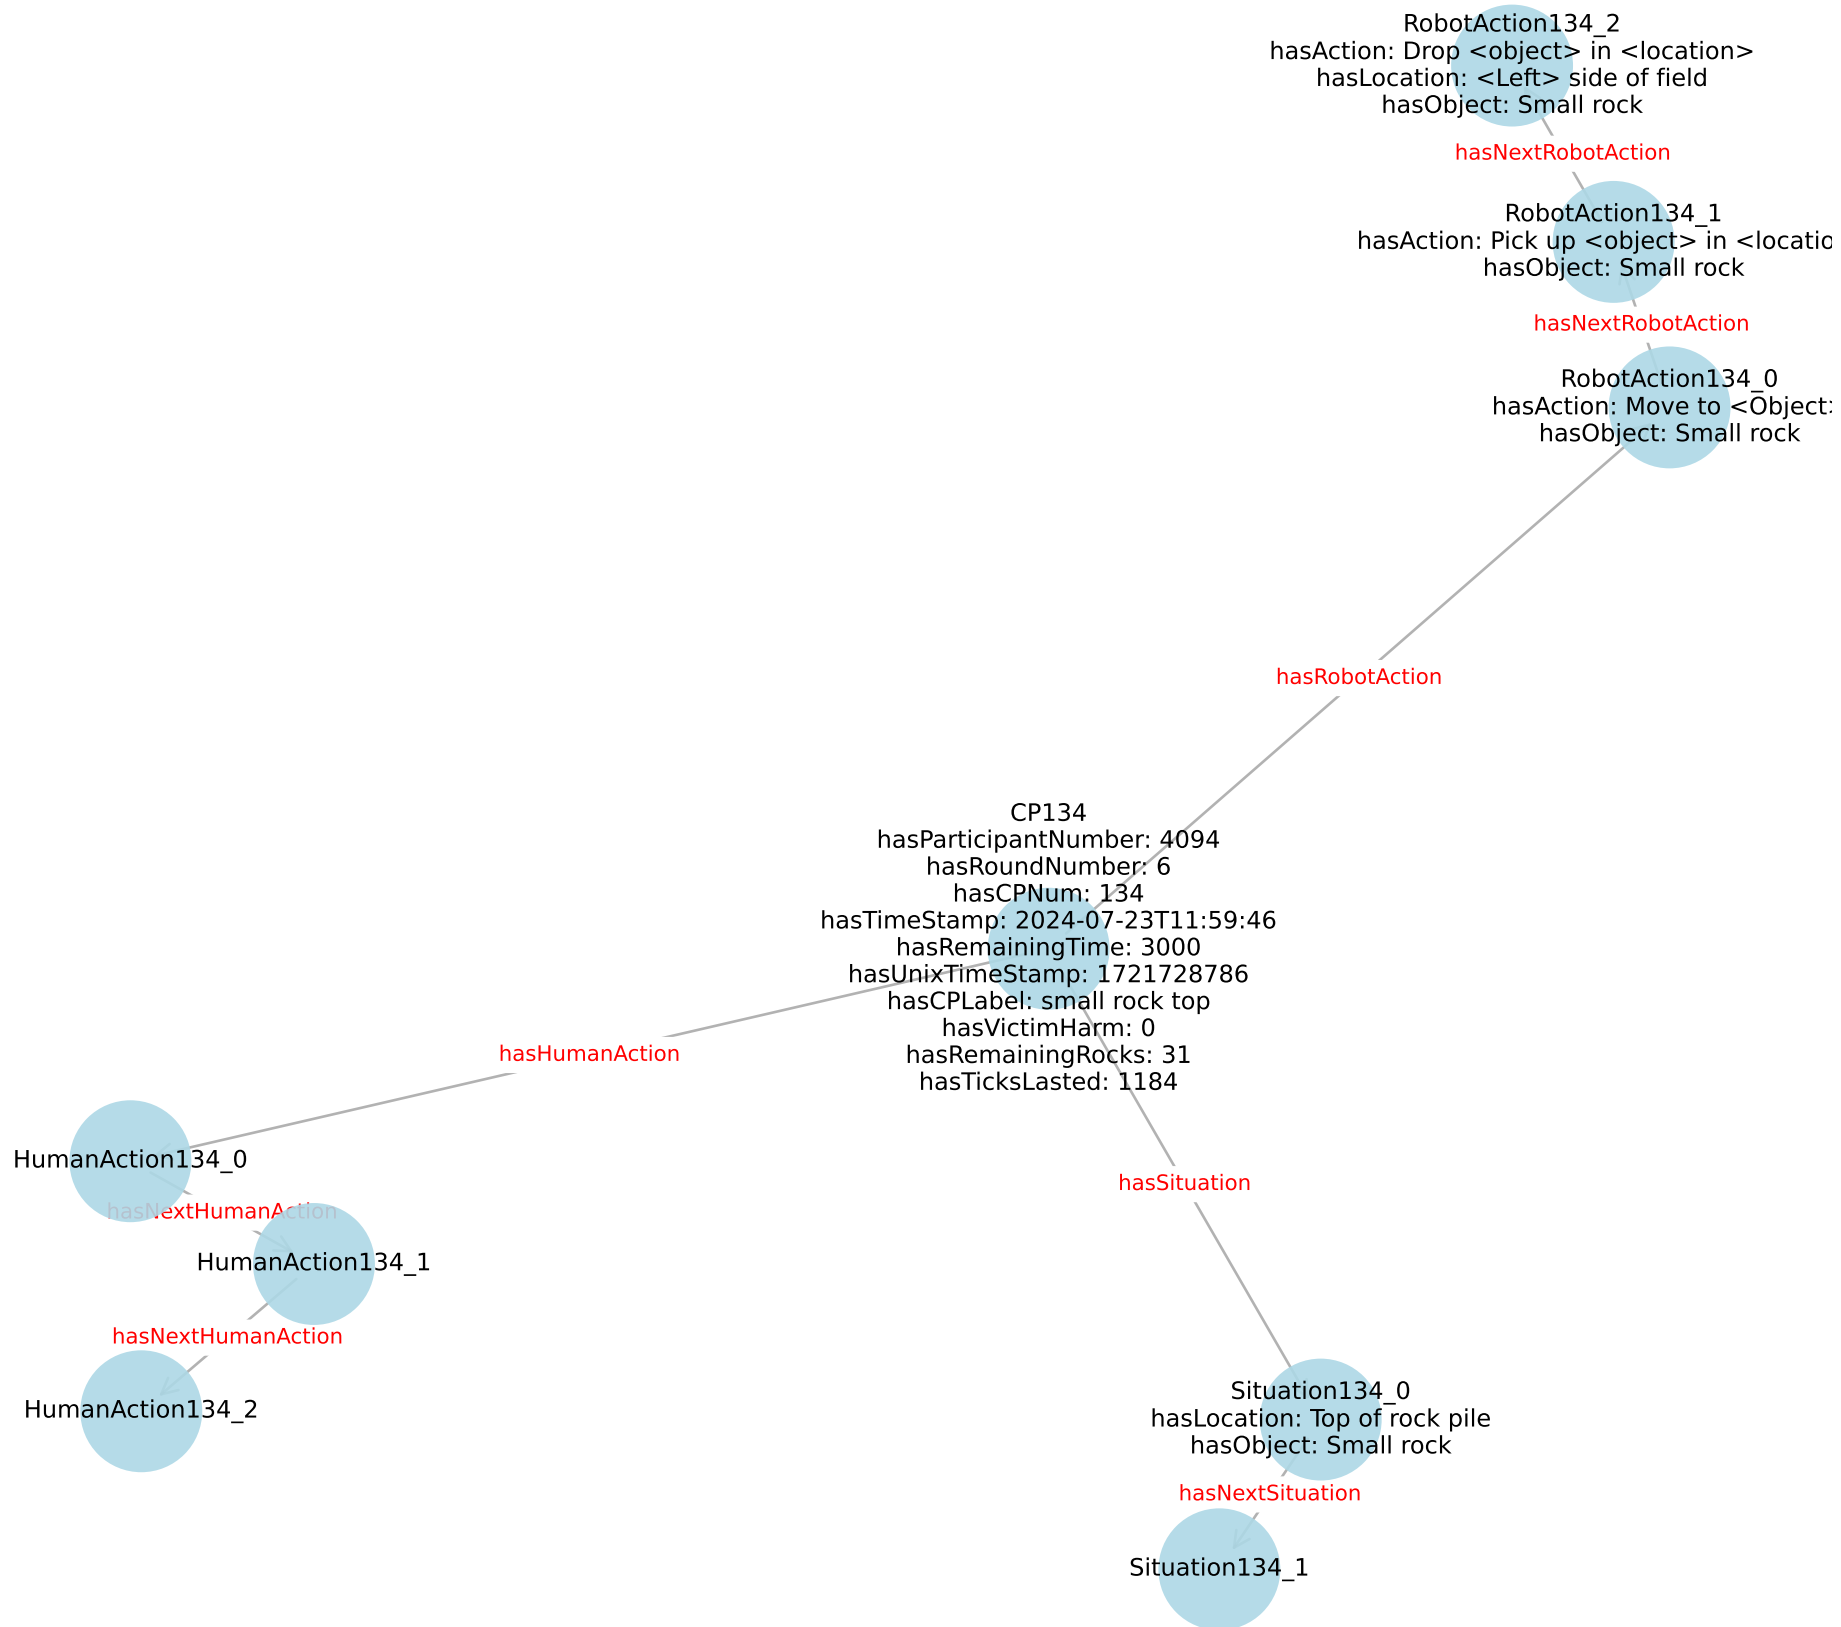 RobotAction134_2
hasAction: Drop <object> in <location>
hasLocation: <Left> side of field
hasObject: Small rock
hasNextRobotAction
RobotAction134_1
hasAction: Pick up <object> in <locatio
hasObject: Small rock
hasNextRobotAction
RobotAction134_0
hasAction: Move to <Object>
hasObject: Small rock
hasRobotAction
CP134
hasParticipantNumber: 4094
hasRoundNumber: 6
hasCPNum: 134
hasTimeStamp: 2024-07-23T11:59:46
hasRemainingTime: 3000
hasUnixTimeStamp: 1721728786
hasCPLabel: small rock top
hasVictimHarm: 0
hasRemainingRocks: 31
hasTicksLasted: 1184
hasHumanAction
HumanAction134_0
hasNextHumanAction
HumanAction134_1
hasNextHumanAction
HumanAction134_2
hasSituation
Situation134_0
hasLocation: Top of rock pile
hasObject: Small rock
hasNextSituation
Situation134_1